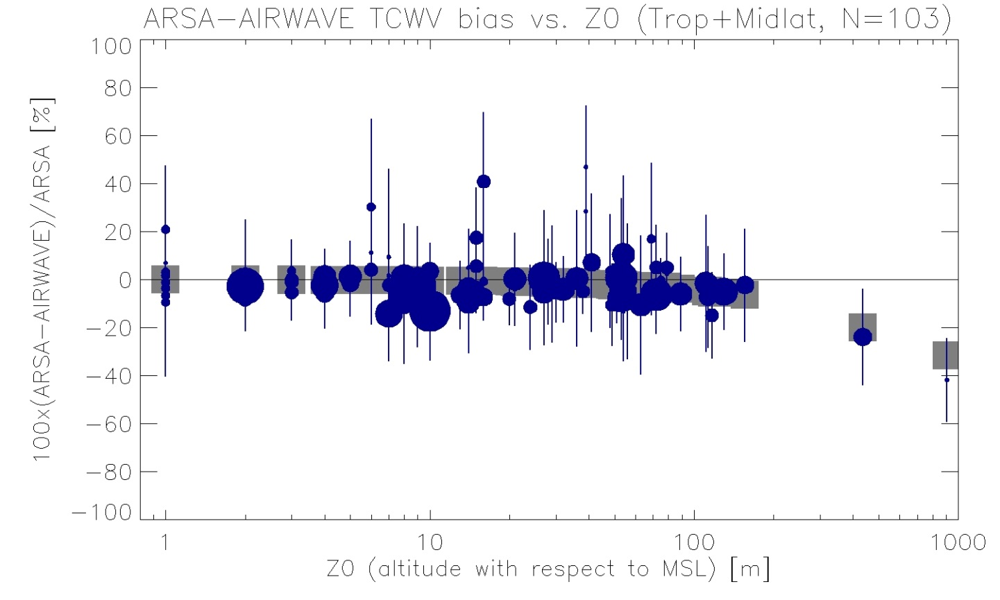 ARSA−AIRWAVE TCWV bias vs. Z0 (Trop+Midlat, N=103)
100x(ARSA−AIRWAVE)/ARSA [%]
100
80
60
40
20
0
−20
−40
−60
−80
−100
1 10 100 1000
Z0 (altitude with respect to MSL) [m]